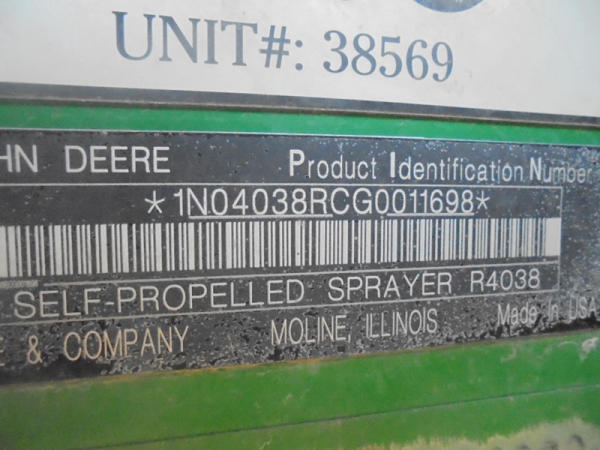 UNIT#: 38569
HN DEERE Product Identification Number
*1N04038RCG0011698*
SELF-PROPELLED SPRAYER R4038
E & COMPANY MOLINE, ILLINOIS Made In USA